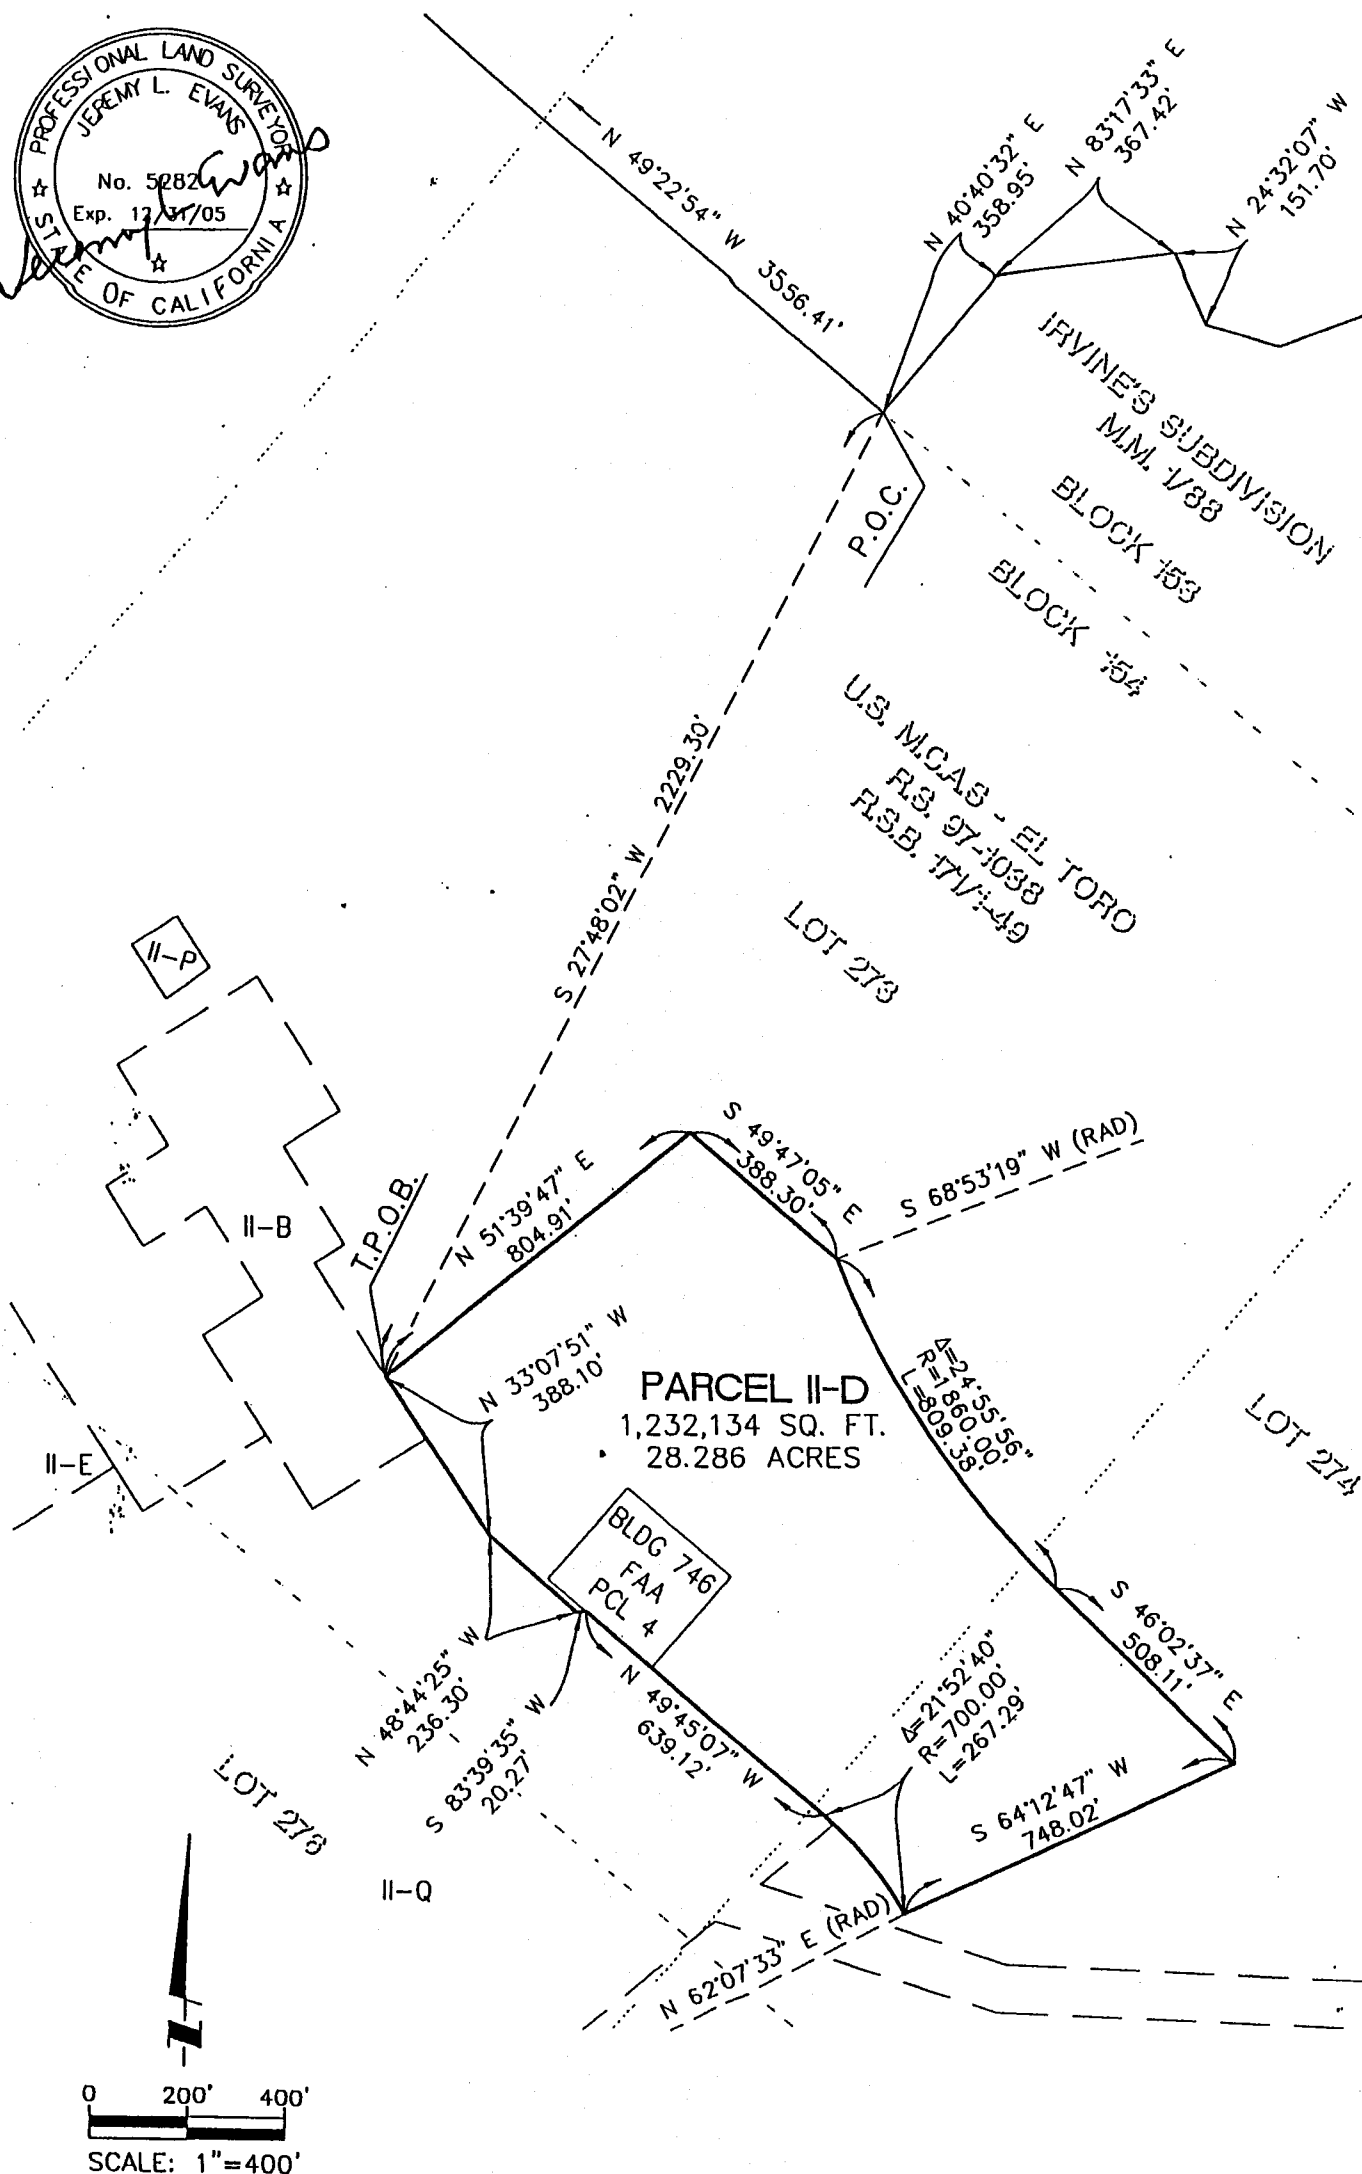 PROFESSIONAL LAND SURVEYOR
JEREMY L. EVANS
No. 5282
Exp. 12/31/05
STATE OF CALIFORNIA
Jeremy L Evans
N 49°22'54" W 3556.41'
N 40°40'32" E
358.95'
N 83°17'33" E
367.42'
N 24°32'07" W
151.70'
IRVINE'S SUBDIVISION
M.M. 1/88
BLOCK 153
BLOCK 154
P.O.C.
U.S. M.C.A.S - EL TORO
R.S. 97-1038
R.S.B. 171/1-49
LOT 273
S 27°48'02" W 2229.30'
II-P
II-B
T.P.O.B.
N 51°39'47" E
804.91'
S 49°47'05" E
388.30'
S 68°53'19" W (RAD)
N 33°07'51" W
388.10'
PARCEL II-D
1,232,134 SQ. FT.
28.286 ACRES
Δ=24°55'56"
R=1860.00'
L=809.38'
LOT 274
II-E
BLDG 746
FAA
PCL 4
S 46°02'37" E
508.11'
N 48°44'25" W
236.30'
S 83°39'35" W
20.27'
N 49°45'07" W
639.12'
Δ=21°52'40"
R=700.00'
L=267.29'
S 64°12'47" W
748.02'
LOT 278
II-Q
N 62°07'33" E (RAD)
N
0 200' 400'
SCALE: 1"=400'